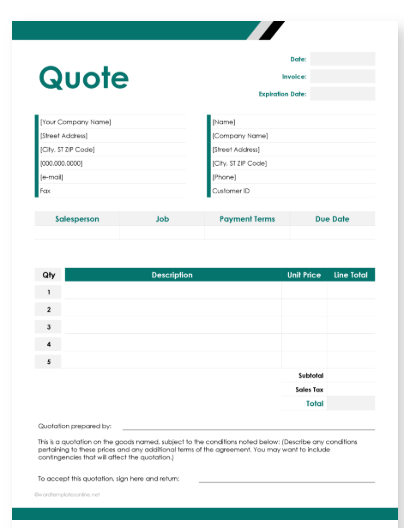 Date:
Quote
Invoice:
Expiration Date:
[Your Company Name]
[Name]
[Street Address]
[Company Name]
[City, ST ZIP Code]
[Street Address]
[000.000.0000]
[City, ST ZIP Code]
[e-mail]
[Phone]
Fax
Customer ID
Salesperson Job Payment Terms Due Date
Qty Description Unit Price Line Total
1
2
3
4
5
Subtotal
Sales Tax
Total
Quotation prepared by:
This is a quotation on the goods named, subject to the conditions noted below: (Describe any conditions
pertaining to these prices and any additional terms of the agreement. You may want to include
contingencies that will affect the quotation.)
To accept this quotation, sign here and return:
©wordtemplatesonline.net